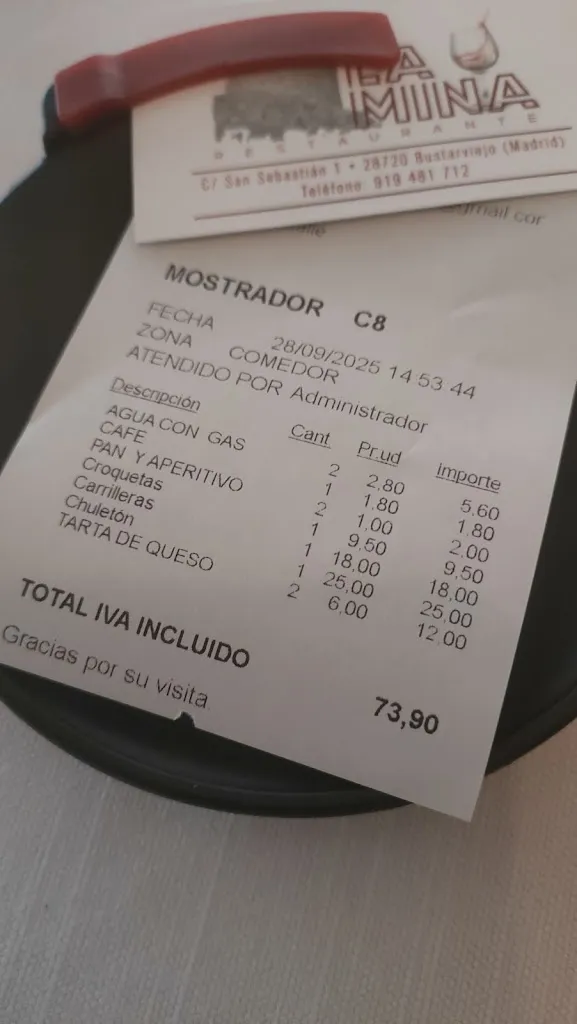 LA
MINA
RESTAURANTE
C/ San Sebastián 1 • 28720 Bustarviejo (Madrid)
Teléfono: 919 481 712
gmail.cor
MOSTRADOR C8
FECHA 28/09/2025 14:53:44
ZONA COMEDOR
ATENDIDO POR Administrador
Descripción Cant Pr.ud Importe
AGUA CON GAS 2 2,80 5,60
CAFE 1 1,80 1,80
PAN Y APERITIVO 2 1,00 2,00
Croquetas 1 9,50 9,50
Carrilleras 1 18,00 18,00
Chuletón 1 25,00 25,00
TARTA DE QUESO 2 6,00 12,00
TOTAL IVA INCLUIDO 73,90
Gracias por su visita